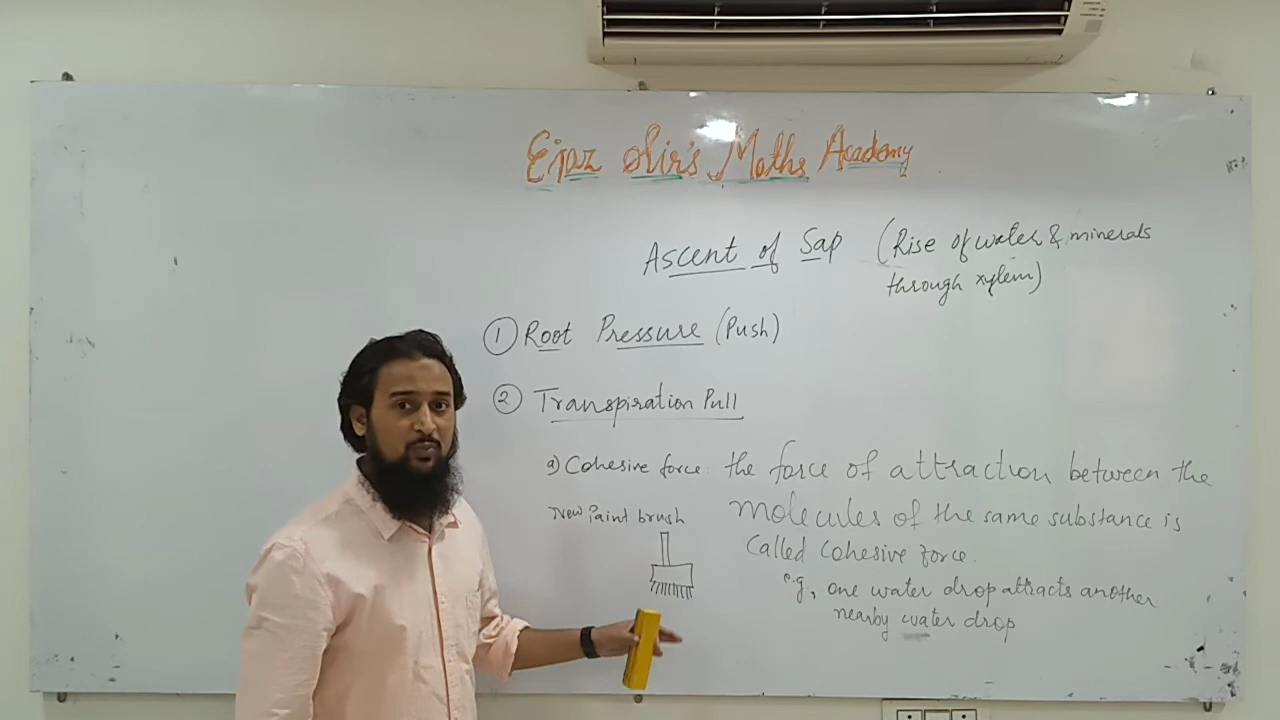 Ejaz Sir's Maths Academy
Ascent of Sap (Rise of water & minerals
through xylem)
① Root Pressure (Push)
② Transpiration Pull
a) Cohesive force: the force of attraction between the
molecules of the same substance is
called cohesive force.
New Paint brush
e.g, one water drop attracts another
nearby water drop